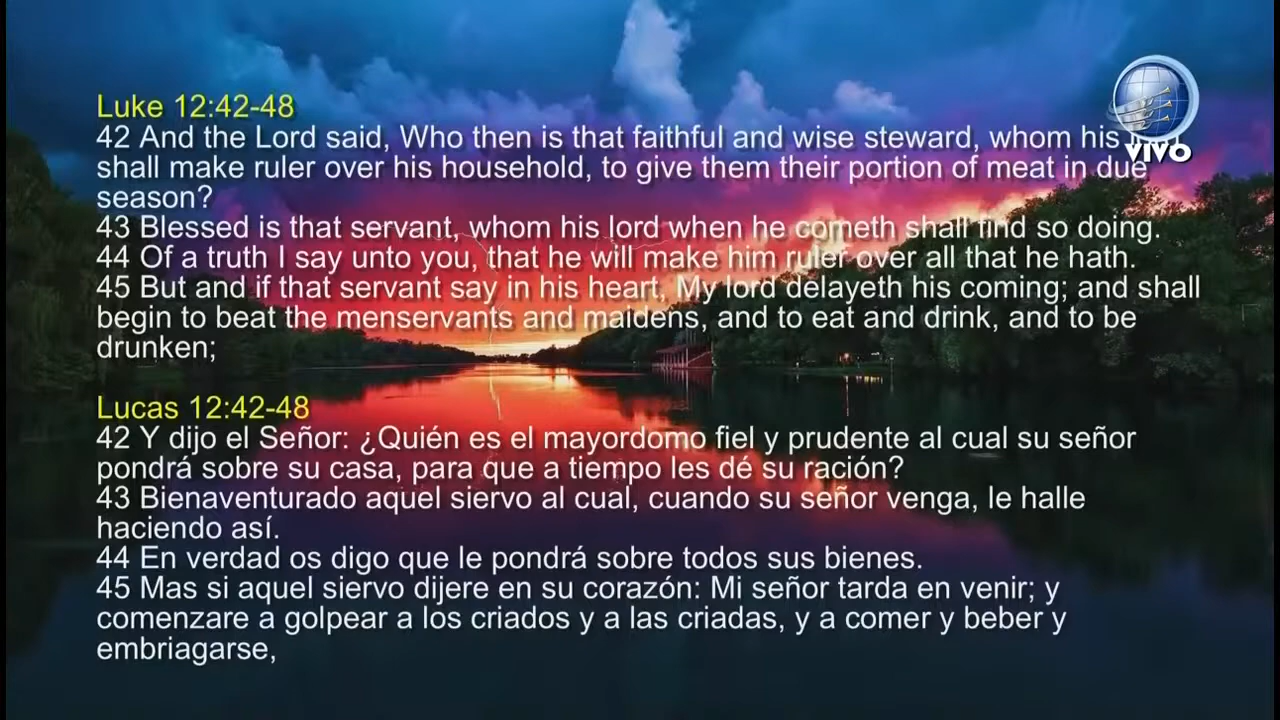 Luke 12:42-48
42 And the Lord said, Who then is that faithful and wise steward, whom his
shall make ruler over his household, to give them their portion of meat in due
season?
43 Blessed is that servant, whom his lord when he cometh shall find so doing.
44 Of a truth I say unto you, that he will make him ruler over all that he hath.
45 But and if that servant say in his heart, My lord delayeth his coming; and shall
begin to beat the menservants and maidens, and to eat and drink, and to be
drunken;
Lucas 12:42-48
42 Y dijo el Señor: ¿Quién es el mayordomo fiel y prudente al cual su señor
pondrá sobre su casa, para que a tiempo les dé su ración?
43 Bienaventurado aquel siervo al cual, cuando su señor venga, le halle
haciendo así.
44 En verdad os digo que le pondrá sobre todos sus bienes.
45 Mas si aquel siervo dijere en su corazón: Mi señor tarda en venir; y
comenzare a golpear a los criados y a las criadas, y a comer y beber y
embriagarse,
VIVO